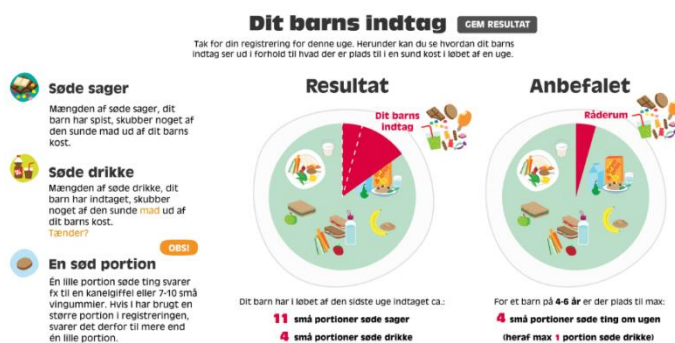 Dit barns indtag
GEM RESULTAT
Tak for din registrering for denne uge. Herunder kan du se hvordan dit barns
indtag ser ud i forhold til hvad der er plads til i en sund kost i løbet af en uge.
Søde sager
Mængden af søde sager, dit
barn har spist, skubber noget af
den sunde mad ud af dit barns
kost.
Søde drikke
Mængden af søde drikke, dit
barn har indtaget, skubber
noget af den sunde mad ud af
dit barns kost.
Tænder?
OBS!
En sød portion
Én lille portion søde ting svarer
fx til en kanelgiffel eller 7-10 små
vingummier. Hvis I har brugt en
større portion i registreringen,
svarer det derfor til mere end
én lille portion.
Resultat
Dit barns
indtag
Dit barn har i løbet af den sidste uge indtaget ca.:
11 små portioner søde sager
4 små portioner søde drikke
Anbefalet
Råderum
For et barn på 4-6 år er der plads til max:
4 små portioner søde ting om ugen
(heraf max 1 portion søde drikke)